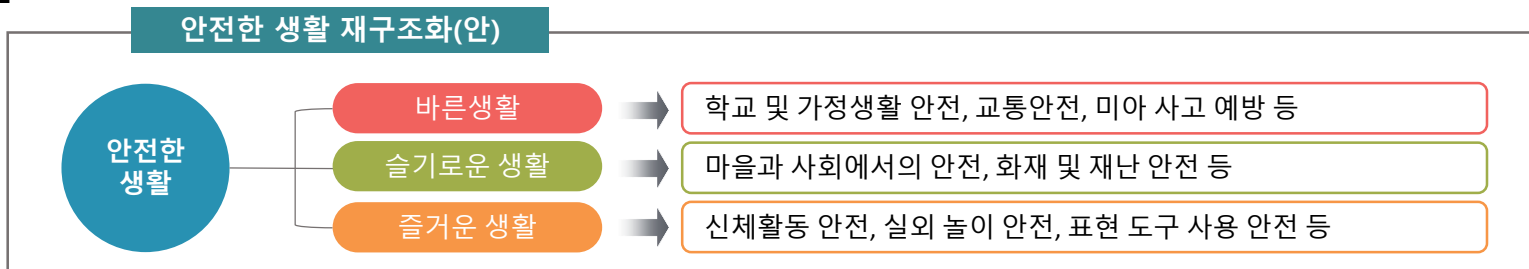 안전한 생활 재구조화(안)
안전한
생활
바른생활
학교 및 가정생활 안전, 교통안전, 미아 사고 예방 등
슬기로운 생활
마을과 사회에서의 안전, 화재 및 재난 안전 등
즐거운 생활
신체활동 안전, 실외 놀이 안전, 표현 도구 사용 안전 등